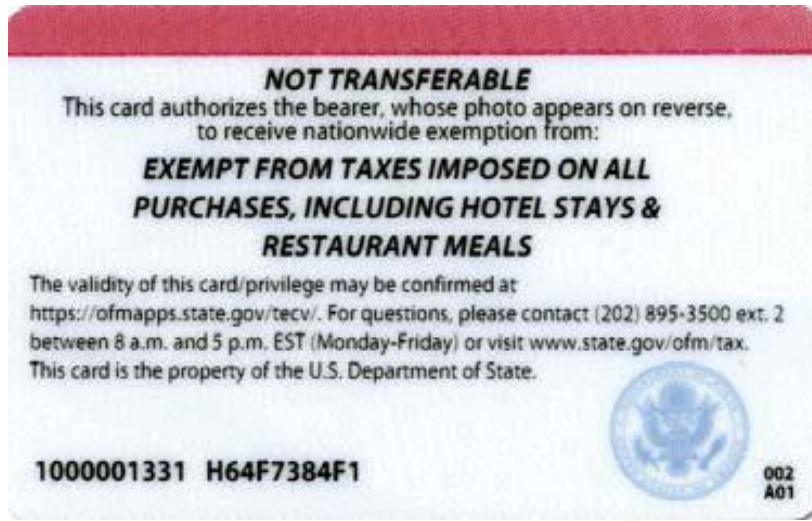 NOT TRANSFERABLE
This card authorizes the bearer, whose photo appears on reverse,
to receive nationwide exemption from:
EXEMPT FROM TAXES IMPOSED ON ALL
PURCHASES, INCLUDING HOTEL STAYS &
RESTAURANT MEALS
The validity of this card/privilege may be confirmed at
https://ofmapps.state.gov/tecv/. For questions, please contact (202) 895-3500 ext. 2
between 8 a.m. and 5 p.m. EST (Monday-Friday) or visit www.state.gov/ofm/tax.
This card is the property of the U.S. Department of State.
1000001331 H64F7384F1
002
A01